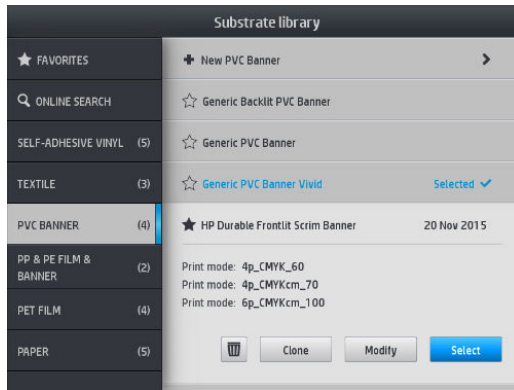 Substrate library
FAVORITES
ONLINE SEARCH
SELF-ADHESIVE VINYL (5)
TEXTILE (3)
PVC BANNER (4)
PP & PE FILM &
BANNER (2)
PET FILM (4)
PAPER (5)
New PVC Banner
Generic Backlit PVC Banner
Generic PVC Banner
Generic PVC Banner Vivid Selected
HP Durable Frontlit Scrim Banner 20 Nov 2015
Print mode: 4p_CMYK_60
Print mode: 4p_CMYKcm_70
Print mode: 6p_CMYKcm_100
Clone Modify Select